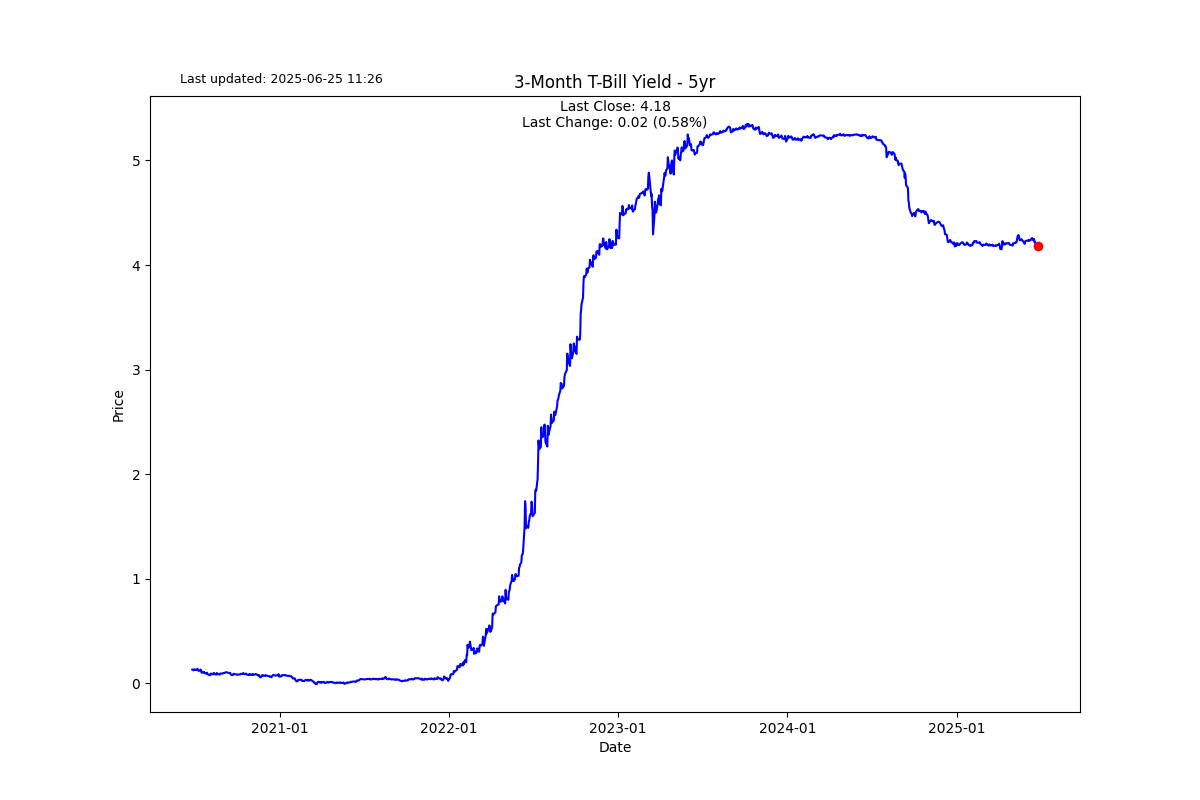 Last updated: 2025-06-25 11:26
3-Month T-Bill Yield - 5yr
Last Close: 4.18
Last Change: 0.02 (0.58%)
5
4
3
2
1
0
Price
2021-01
2022-01
2023-01
2024-01
2025-01
Date